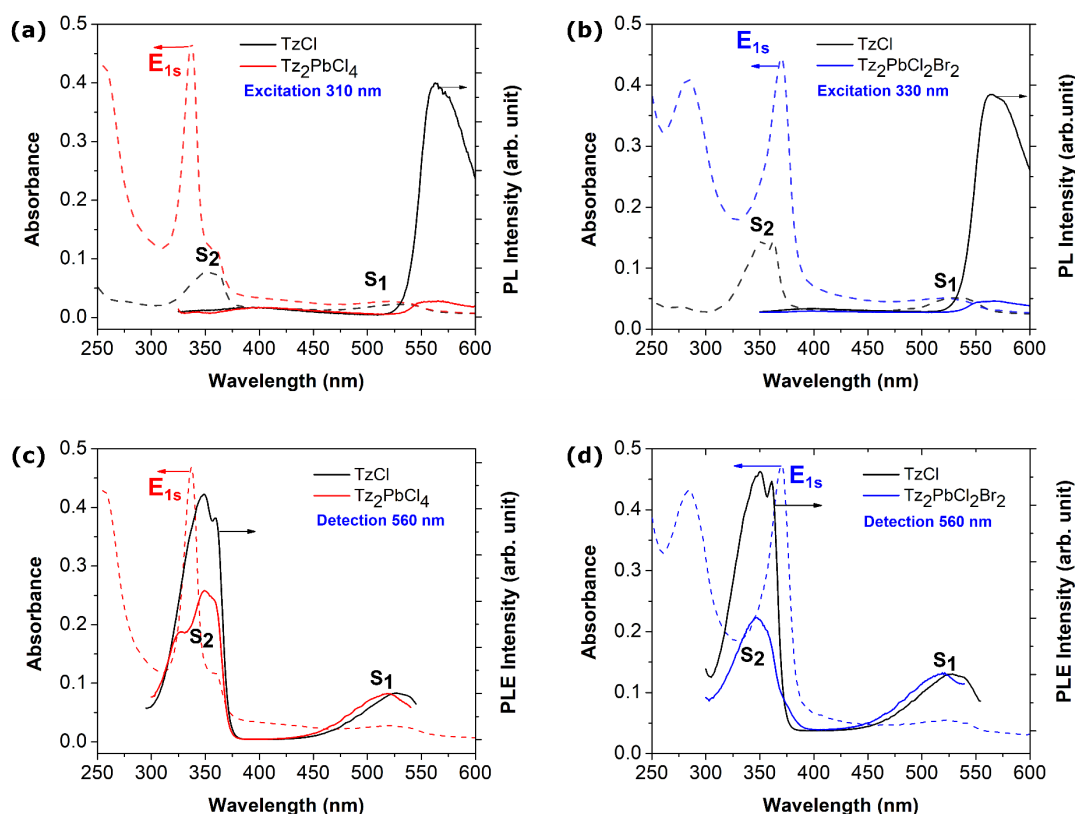 (a)
E1s
TzCl
Tz2PbCl4
Excitation 310 nm
S2
S1
0.5
0.4
0.3
0.2
0.1
0.0
Absorbance
PL Intensity (arb. unit)
250 300 350 400 450 500 550 600
Wavelength (nm)
(b)
E1s
TzCl
Tz2PbCl2Br2
Excitation 330 nm
S2
S1
0.5
0.4
0.3
0.2
0.1
0.0
Absorbance
PL Intensity (arb.unit)
250 300 350 400 450 500 550 600
Wavelength (nm)
(c)
E1s
TzCl
Tz2PbCl4
Detection 560 nm
S2
S1
0.5
0.4
0.3
0.2
0.1
0.0
Absorbance
PLE Intensity (arb. unit)
250 300 350 400 450 500 550 600
Wavelength (nm)
(d)
E1s
TzCl
Tz2PbCl2Br2
Detection 560 nm
S2
S1
0.5
0.4
0.3
0.2
0.1
0.0
Absorbance
PLE Intensity (arb. unit)
250 300 350 400 450 500 550 600
Wavelength (nm)